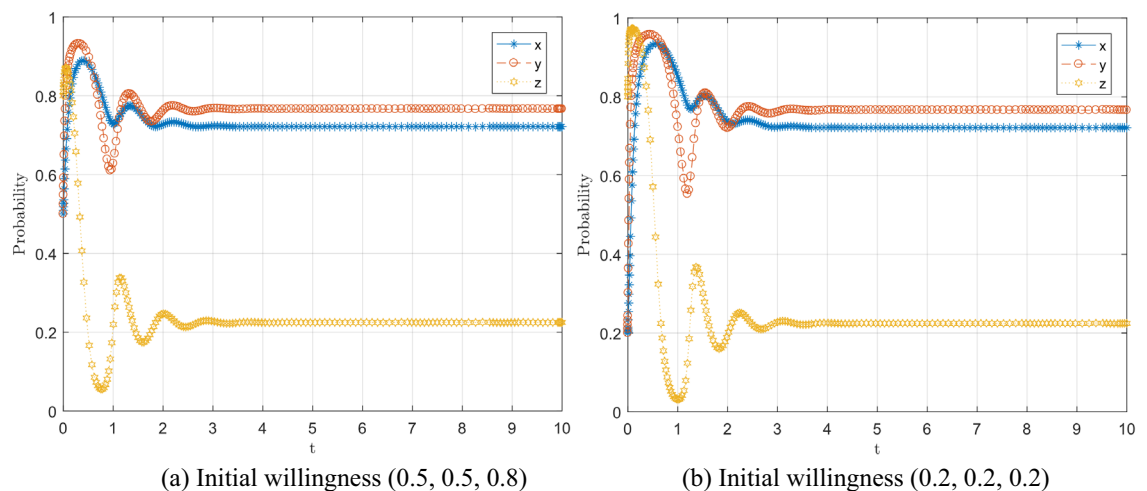 1
0.8
0.6
0.4
0.2
0
Probability
0 1 2 3 4 5 6 7 8 9 10
t
x
y
z
(a) Initial willingness (0.5, 0.5, 0.8)
1
0.8
0.6
0.4
0.2
0
Probability
0 1 2 3 4 5 6 7 8 9 10
t
x
y
z
(b) Initial willingness (0.2, 0.2, 0.2)